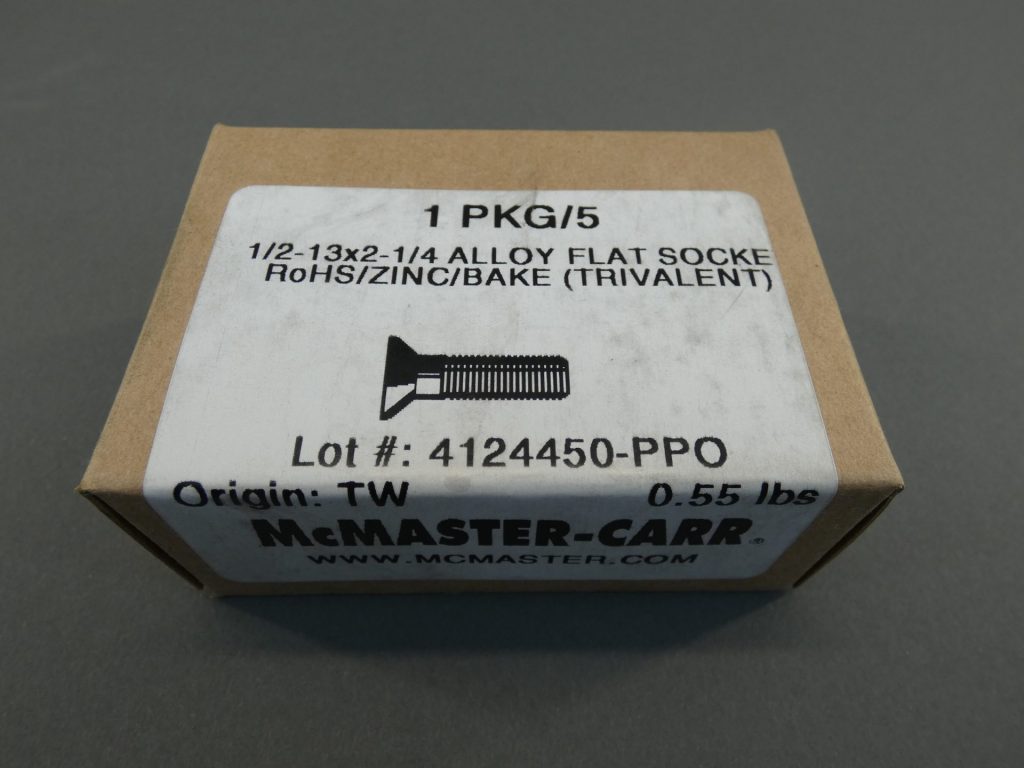 1 PKG/5
1/2-13x2-1/4 ALLOY FLAT SOCKE
RoHS/ZINC/BAKE (TRIVALENT)
Lot #: 4124450-PPO
Origin: TW 0.55 lbs
McMASTER-CARR®
WWW.MCMASTER.COM